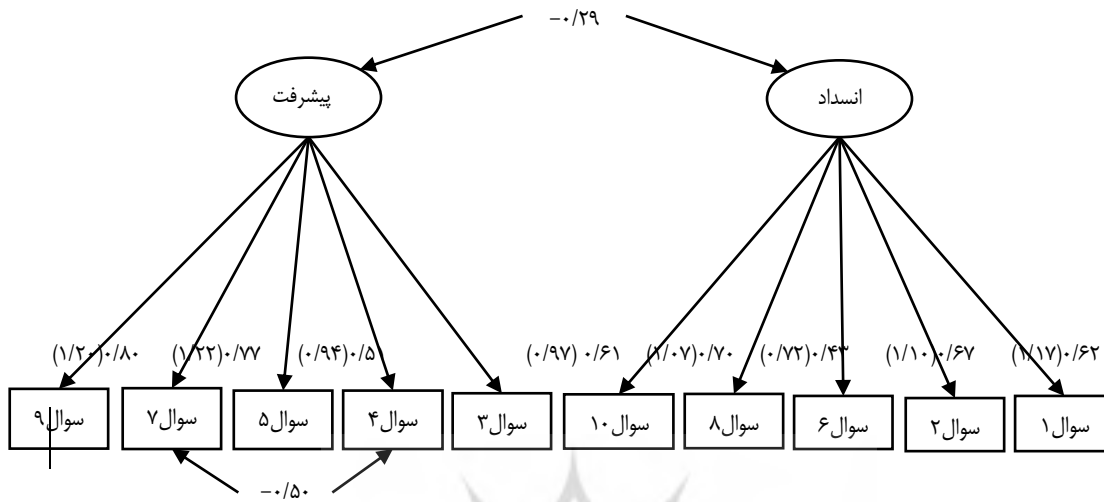 -۰/۲۹
انسداد
پیشرفت
(۱/۱۷)۰/۶۲
(۱/۱۰)۰/۶۷
(۰/۷۲)۰/۴۳
(۱/۰۷)۰/۷۰
(۰/۹۷) ۰/۶۱
(۰/۹۴)
(۱/۲۲)۰/۷۷
(۱/۲۰)۰/۸۰
سوال۱
سوال۲
سوال۶
سوال۸
سوال۱۰
سوال۳
سوال۴
سوال۵
سوال۷
سوال۹
-۰/۵۰